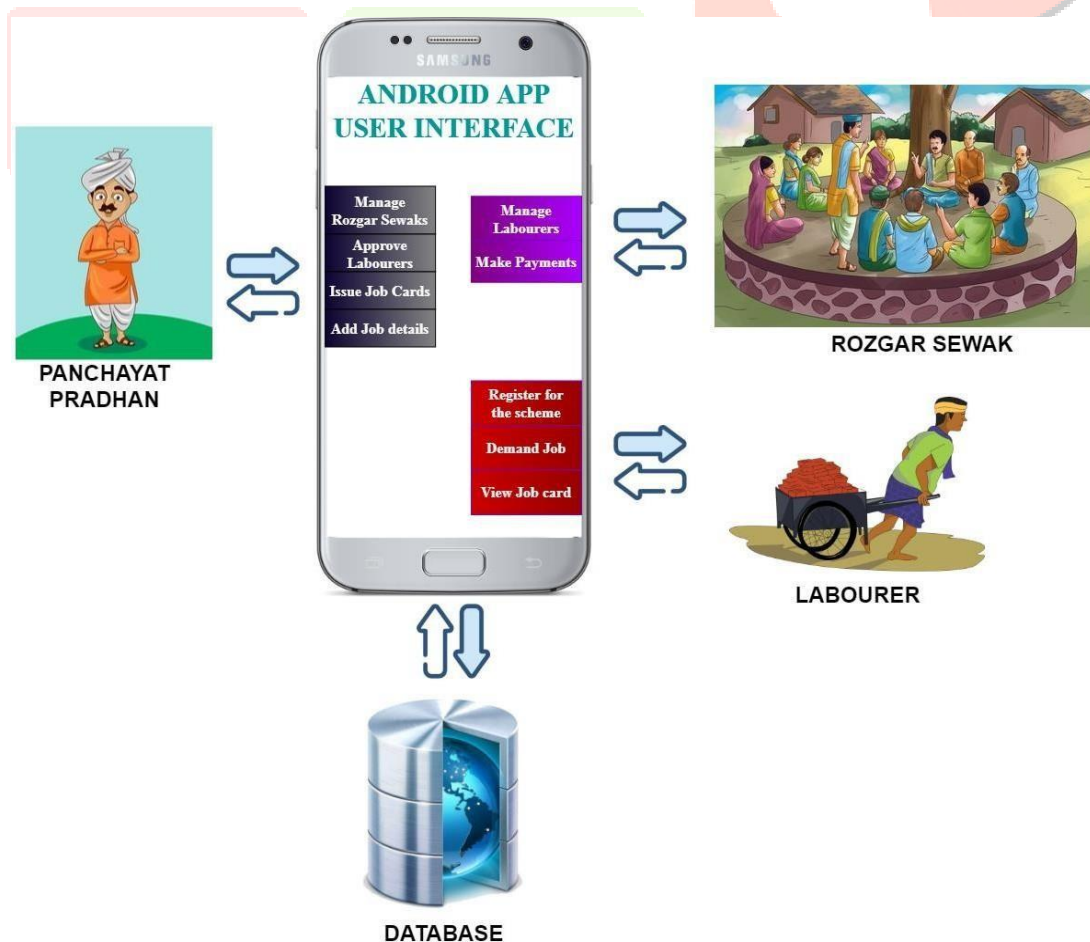 SAMSUNG
ANDROID APP
USER INTERFACE
Manage
Rozgar Sewaks
Approve
Labourers
Issue Job Cards
Add Job details
Manage
Labourers
Make Payments
PANCHAYAT
PRADHAN
ROZGAR SEWAK
Register for
the scheme
Demand Job
View Job card
LABOURER
DATABASE